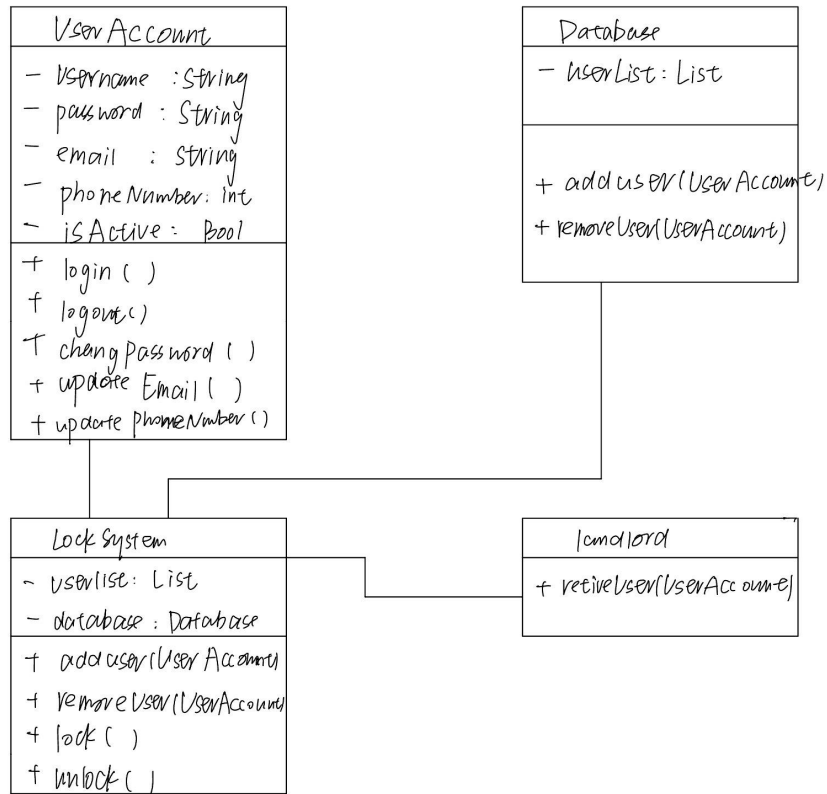 UserAccount
- Username : String
- password : String
- email : String
- phoneNumber: int
- isActive : Bool
+ login ( )
+ logout()
+ changPassword ( )
+ update Email ( )
+ update phoneNumber ( )
Database
- userList: List
+ adduser(UserAccount)
+ removeUser(UserAccount)
Lock System
- Userlist: List
- database : Database
+ adduser(UserAccount)
+ removeUser(UserAccount)
+ lock ( )
+ unlock ( )
landlord
+ retiveUser(UserAccount)